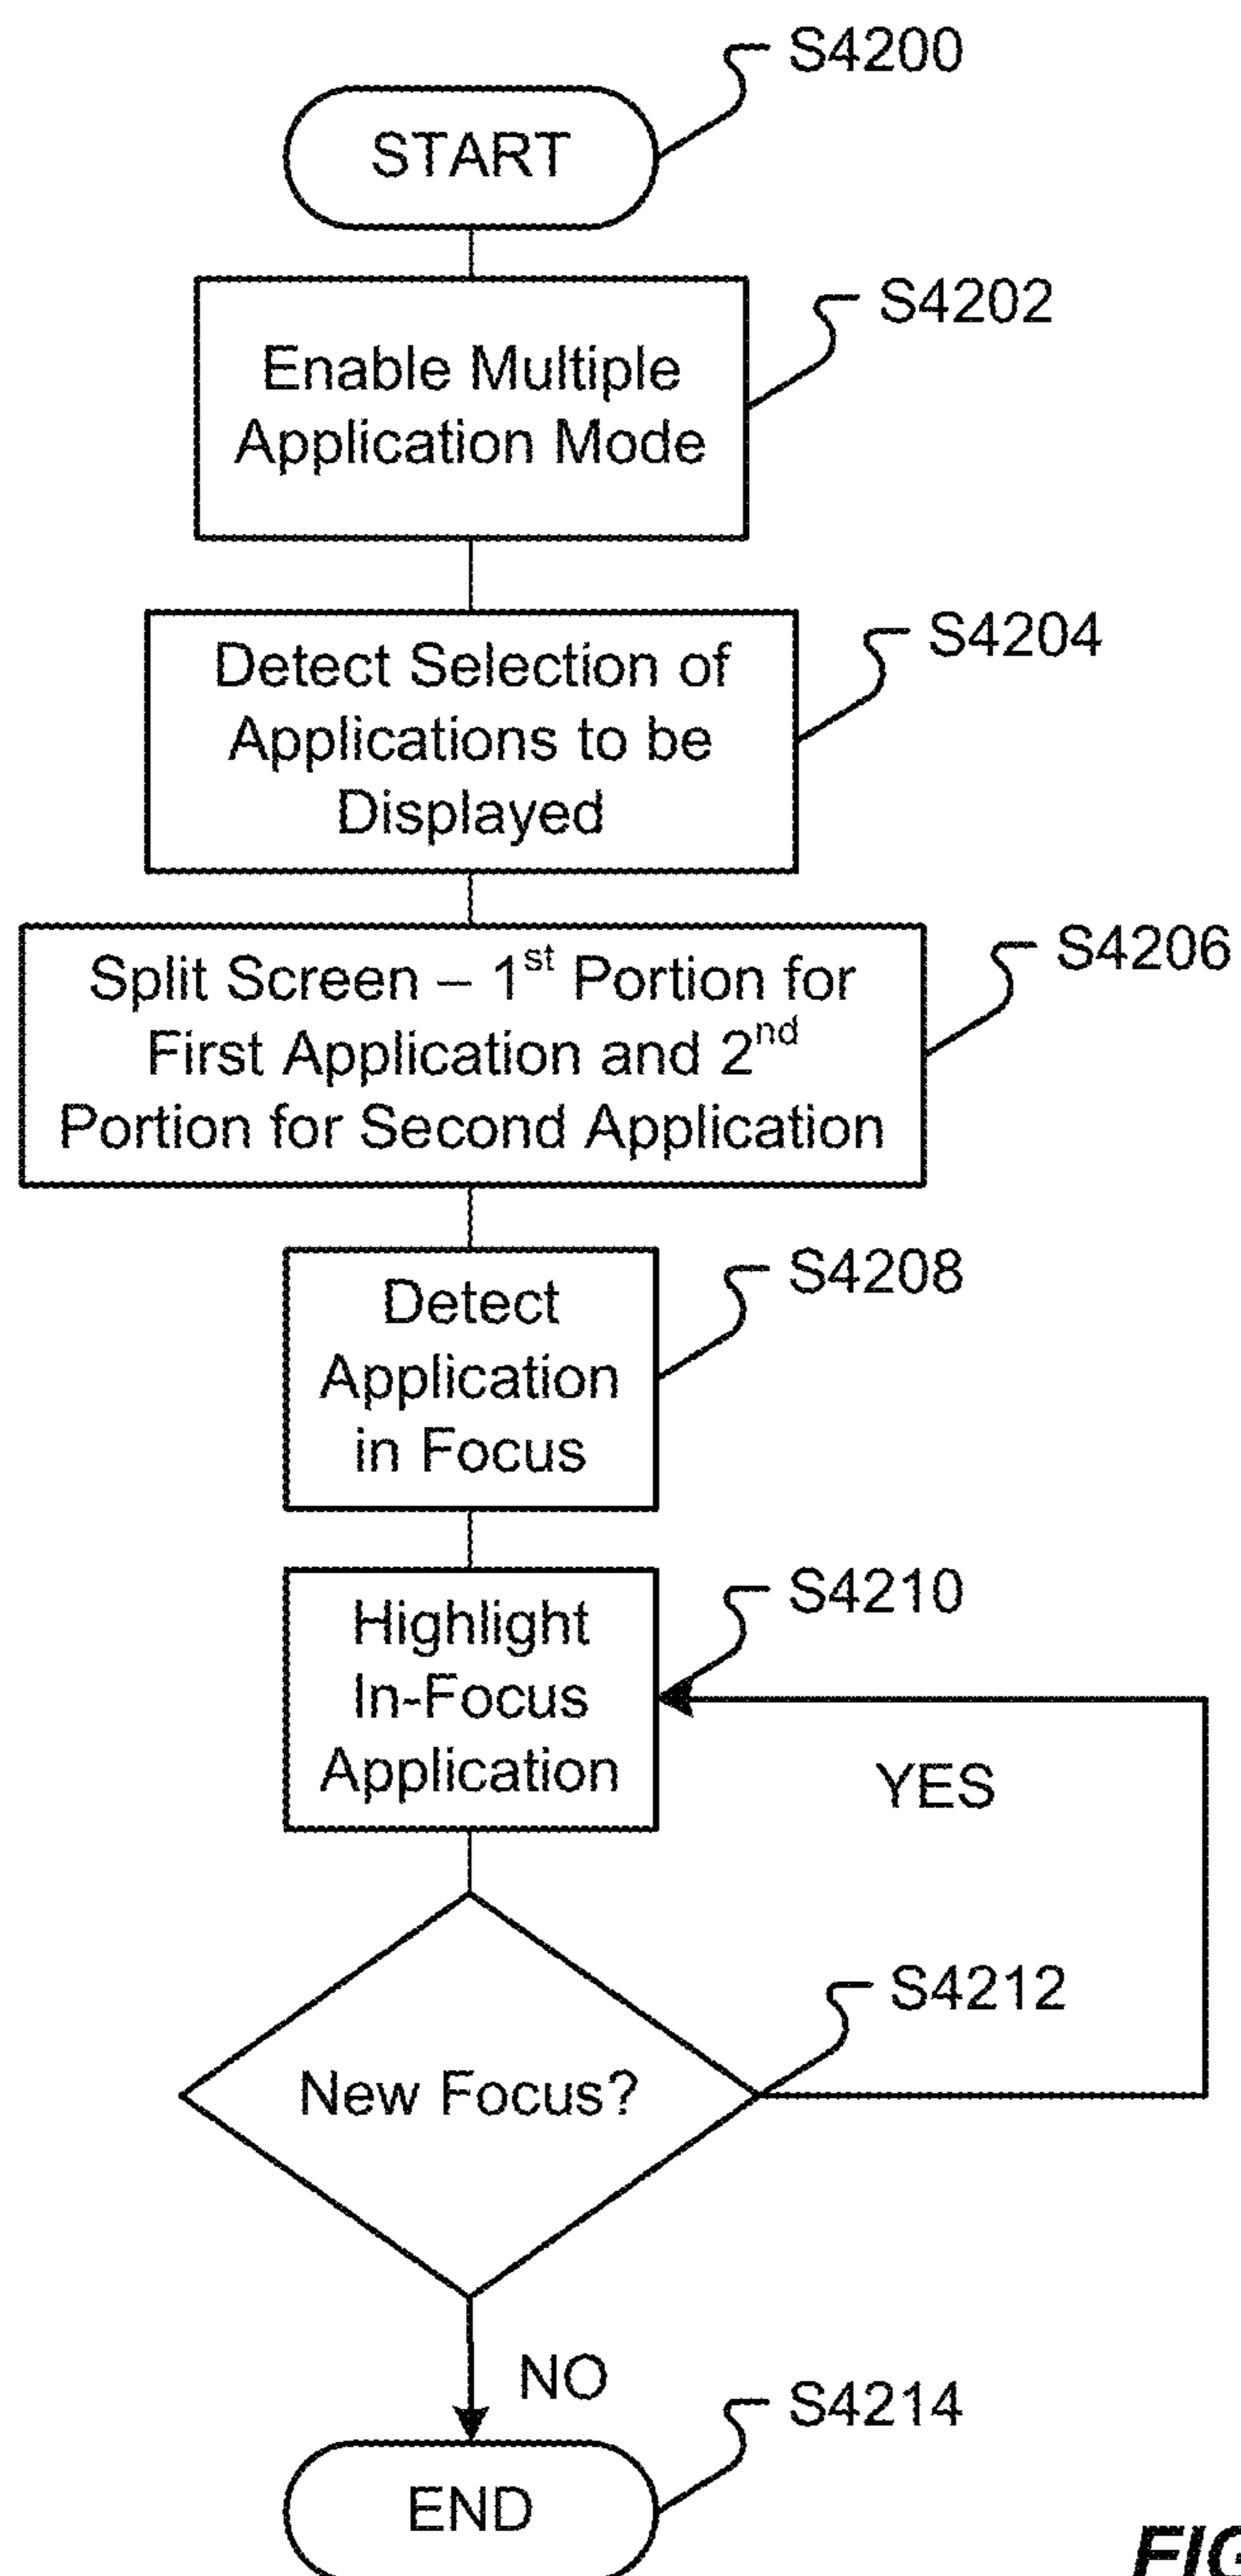 S4200
START
S4202
Enable Multiple
Application Mode
S4204
Detect Selection of
Applications to be
Displayed
S4206
Split Screen – 1st Portion for
First Application and 2nd
Portion for Second Application
S4208
Detect
Application
in Focus
S4210
Highlight
In-Focus
Application
YES
S4212
New Focus?
NO
S4214
END
FIG